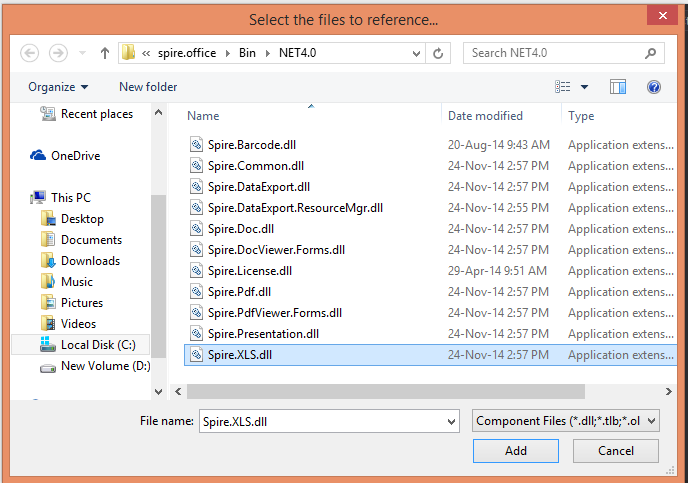 Select the files to reference...
« spire.office Bin NET4.0 Search NET4.0
Organize New folder
Name Date modified Type
Recent places
OneDrive
This PC
Desktop
Documents
Downloads
Music
Pictures
Videos
Local Disk (C:)
New Volume (D:)
Spire.Barcode.dll 20-Aug-14 9:43 AM Application extens...
Spire.Common.dll 24-Nov-14 2:57 PM Application extens...
Spire.DataExport.dll 24-Nov-14 2:57 PM Application extens...
Spire.DataExport.ResourceMgr.dll 24-Nov-14 2:55 PM Application extens...
Spire.Doc.dll 24-Nov-14 2:57 PM Application extens...
Spire.DocViewer.Forms.dll 24-Nov-14 2:57 PM Application extens...
Spire.License.dll 29-Apr-14 9:51 AM Application extens...
Spire.Pdf.dll 24-Nov-14 2:57 PM Application extens...
Spire.PdfViewer.Forms.dll 24-Nov-14 2:57 PM Application extens...
Spire.Presentation.dll 24-Nov-14 2:57 PM Application extens...
Spire.XLS.dll 24-Nov-14 2:57 PM Application extens...
File name: Spire.XLS.dll Component Files (*.dll;*.tlb;*.ol
Add Cancel